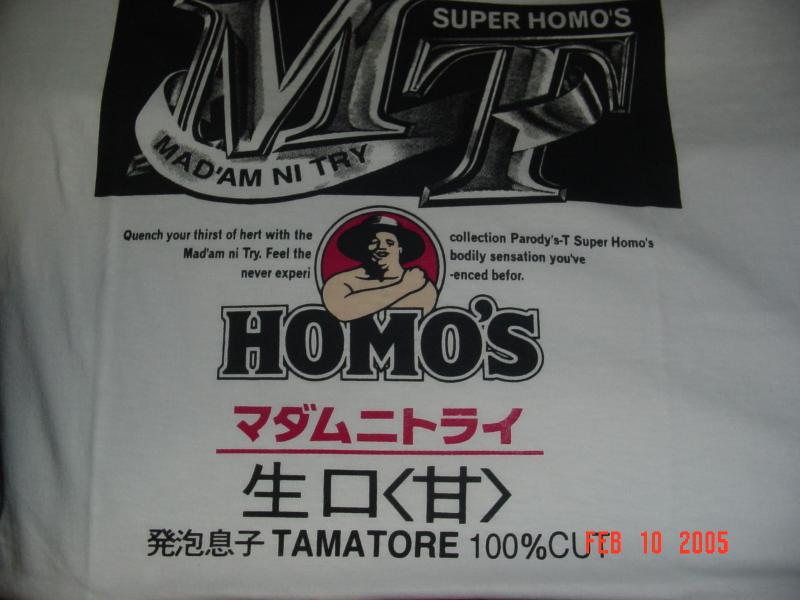 SUPER HOMO'S
MT
MAD'AM NI TRY
Quench your thirst of hert with the
Mad'am ni Try. Feel the
never experi
collection Parody's-T Super Homo's
bodily sensation you've
-enced befor.
HOMO'S
マダムニトライ
生口〈甘〉
発泡息子 TAMATORE 100%CUT
FEB 10 2005